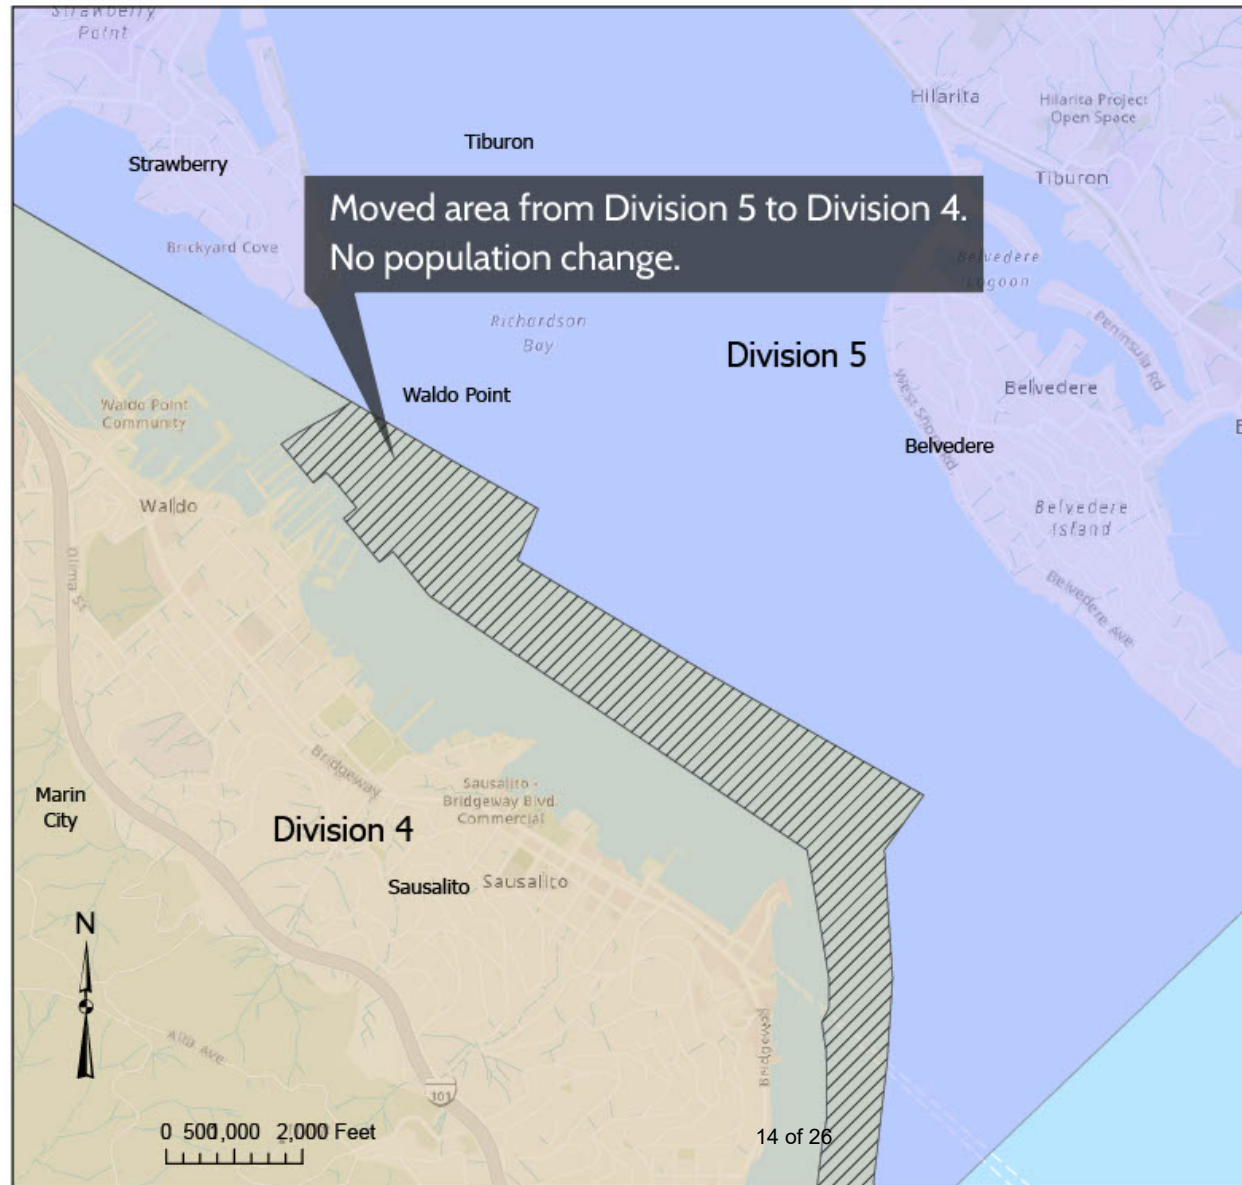 Strawberry
Point
Hilarita
Hilarita Project
Open Space
Tiburon
Strawberry
Tiburon
Moved area from Division 5 to Division 4.
No population change.
Brickyard Cove
Belvedere
Lagoon
Richardson
Bay
Peninsula Rd
Division 5
Waldo Point
Belvedere
West Shore Rd
Waldo Point
Community
Belvedere
Waldo
Belvedere
Island
Olima St
Belvedere Ave
Bridgeway
Marin
City
Sausalito -
Bridgeway Blvd
Commercial
Division 4
Sausalito
Sausalito
N
Alta Ave
Bridgeway
101
0 500 1,000 2,000 Feet
14 of 26